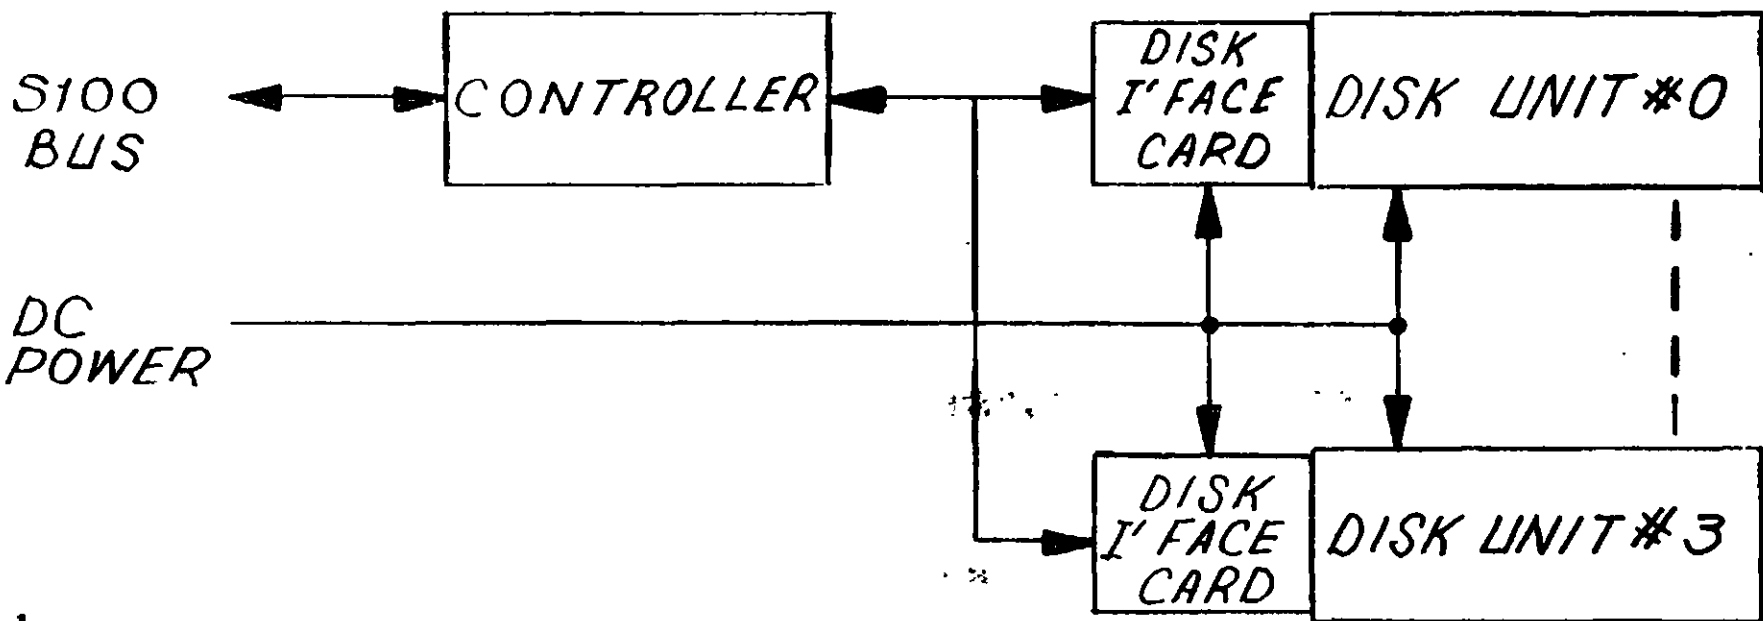 S100
BUS
CONTROLLER
DISK
I'FACE
CARD
DISK UNIT #0
DC
POWER
DISK
I'FACE
CARD
DISK UNIT #3